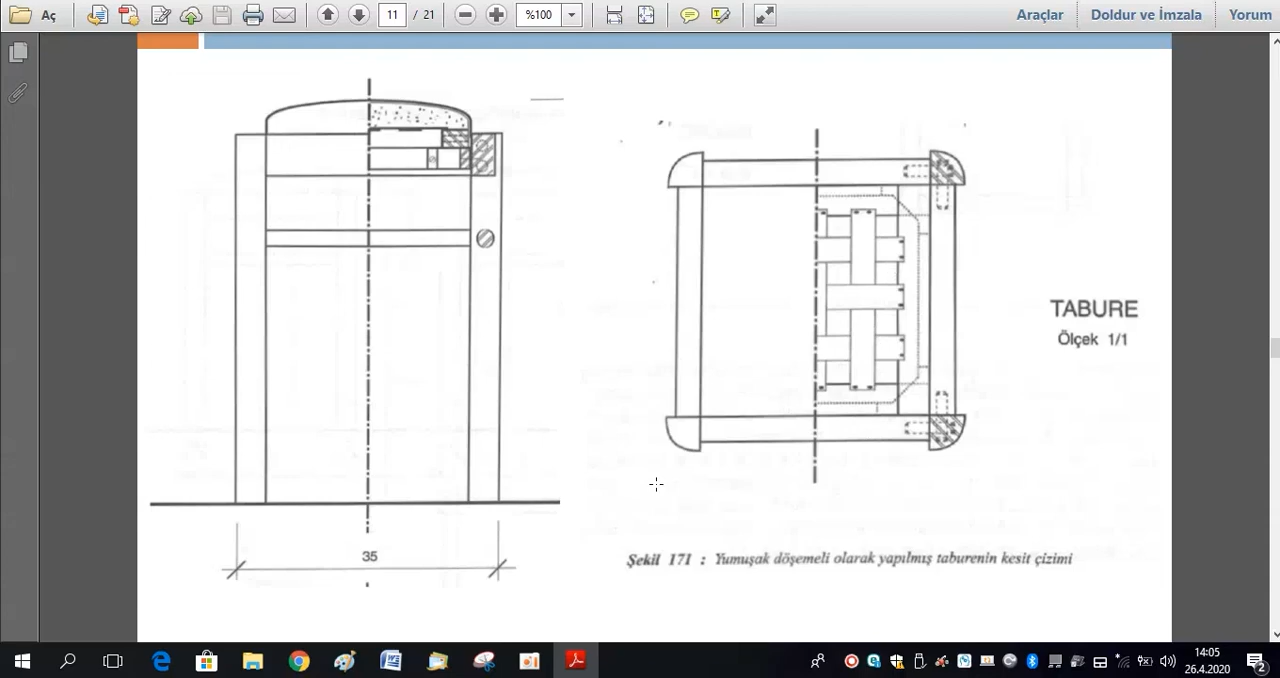 Aç
11 / 21
%100
Araçlar
Doldur ve İmzala
Yorum
TABURE
Ölçek 1/1
35
Şekil 171 : Yumuşak döşemeli olarak yapılmış taburenin kesit çizimi
14:05
26.4.2020
2